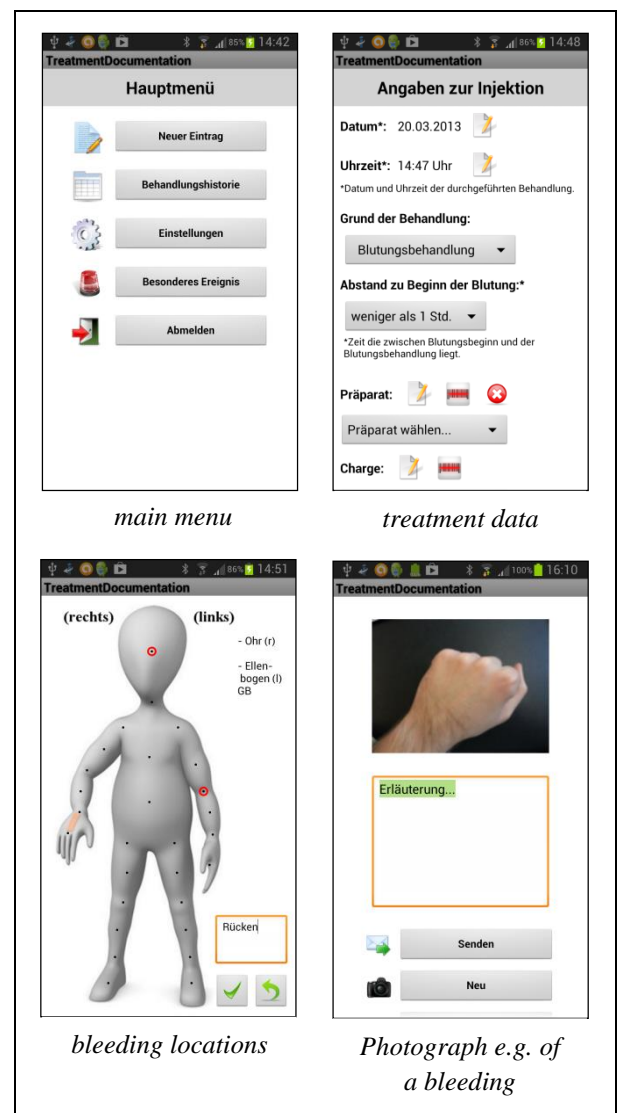 85% 14:42
TreatmentDocumentation
Hauptmenü
Neuer Eintrag
Behandlungshistorie
Einstellungen
Besonderes Ereignis
Abmelden
main menu
86% 14:48
TreatmentDocumentation
Angaben zur Injektion
Datum*: 20.03.2013
Uhrzeit*: 14:47 Uhr
*Datum und Uhrzeit der durchgeführten Behandlung.
Grund der Behandlung:
Blutungsbehandlung
Abstand zu Beginn der Blutung:*
weniger als 1 Std.
*Zeit die zwischen Blutungsbeginn und der
Blutungsbehandlung liegt.
Präparat:
Präparat wählen...
Charge:
treatment data
86% 14:51
TreatmentDocumentation
(rechts) (links)
- Ohr (r)
- Ellen-
bogen (l)
GB
Rücken
bleeding locations
100% 16:10
TreatmentDocumentation
Erläuterung...
Senden
Neu
Photograph e.g. of
a bleeding